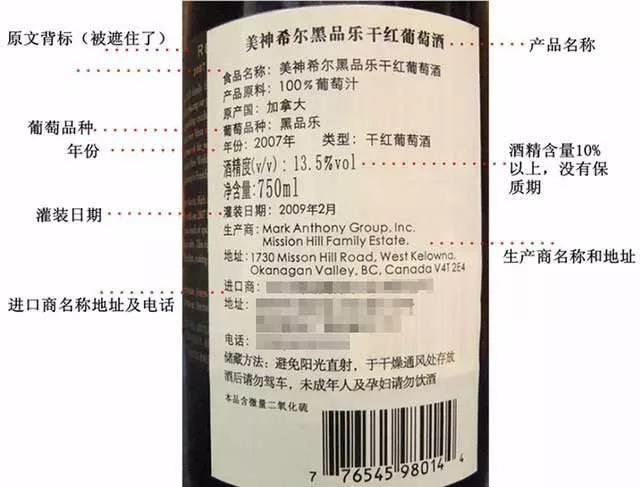 原文背标（被遮住了）
美神希尔黑品乐干红葡萄酒
产品名称
食品名称：美神希尔黑品乐干红葡萄酒
产品原料：100%葡萄汁
原产国：加拿大
葡萄品种
葡萄品种：黑品乐
年份
年份：2007年 类型：干红葡萄酒
酒精度(v/v)：13.5%vol
酒精含量10%
以上，没有保
质期
净含量:750ml
灌装日期
灌装日期：2009年2月
生产商：Mark Anthony Group, Inc.
Mission Hill Family Estate.
生产商名称和地址
地址：1730 Misson Hill Road, West Kelowna,
Okanagan Valley, BC, Canada V4T 2E4
进口商：
进口商名称地址及电话
地址：
电话：
储藏方法：避免阳光直射，于干燥通风处存放
酒后请勿驾车，未成年人及孕妇请勿饮酒
本品含微量二氧化硫
7 76545 98014 4